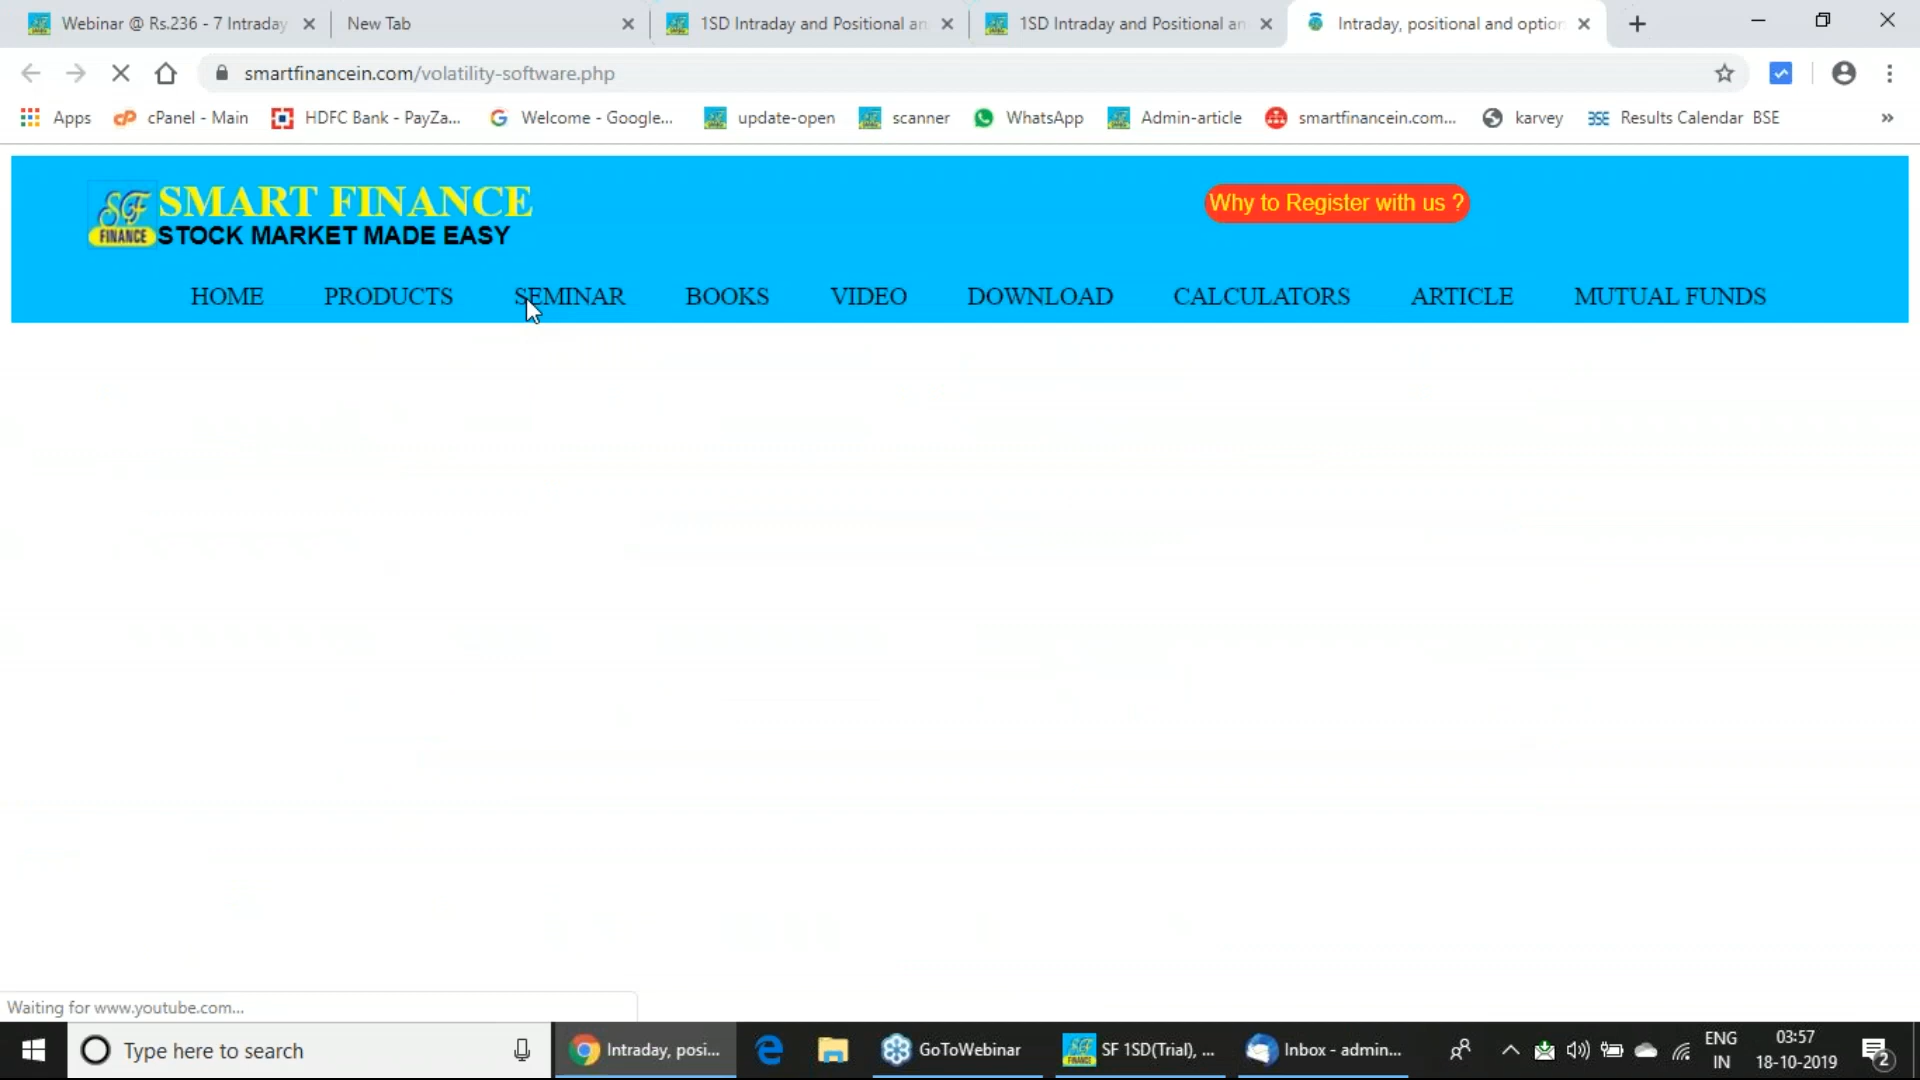 Webinar @ Rs.236 - 7 Intraday
New Tab
1SD Intraday and Positional an
1SD Intraday and Positional an
Intraday, positional and option
smartfinancein.com/volatility-software.php
Apps
cPanel - Main
HDFC Bank - PayZa...
Welcome - Google...
update-open
scanner
WhatsApp
Admin-article
smartfinancein.com...
karvey
BSE
Results Calendar BSE
SGF
FINANCE
SMART FINANCE
STOCK MARKET MADE EASY
Why to Register with us ?
HOME
PRODUCTS
SEMINAR
BOOKS
VIDEO
DOWNLOAD
CALCULATORS
ARTICLE
MUTUAL FUNDS
Waiting for www.youtube.com...
Type here to search
Intraday, posi...
GoToWebinar
SF 1SD(Trial), ...
Inbox - admin...
ENG
IN
03:57
18-10-2019
2